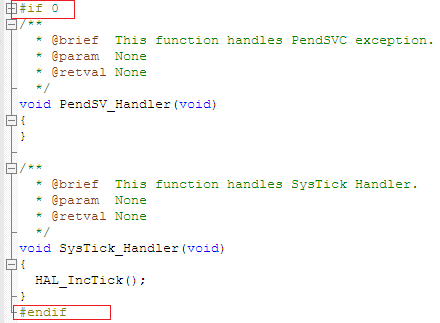 #if 0
/**
  * @brief  This function handles PendSVC exception.
  * @param  None
  * @retval None
  */
void PendSV_Handler(void)
{
}

/**
  * @brief  This function handles SysTick Handler.
  * @param  None
  * @retval None
  */
void SysTick_Handler(void)
{
  HAL_IncTick();
}
#endif